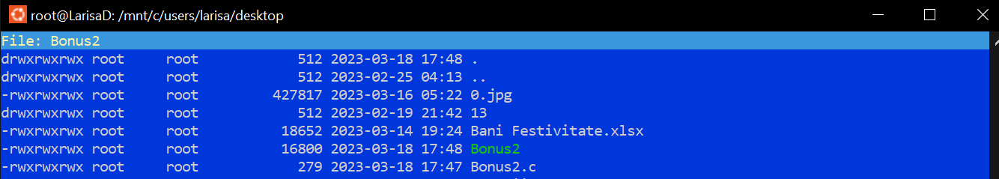 root@LarisaD: /mnt/c/users/larisa/desktop
File: Bonus2
drwxrwxrwx root     root            512 2023-03-18 17:48 .
drwxrwxrwx root     root            512 2023-02-25 04:13 ..
-rwxrwxrwx root     root         427817 2023-03-16 05:22 0.jpg
drwxrwxrwx root     root            512 2023-02-19 21:42 13
-rwxrwxrwx root     root          18652 2023-03-14 19:24 Bani Festivitate.xlsx
-rwxrwxrwx root     root          16800 2023-03-18 17:48 Bonus2
-rwxrwxrwx root     root            279 2023-03-18 17:47 Bonus2.c